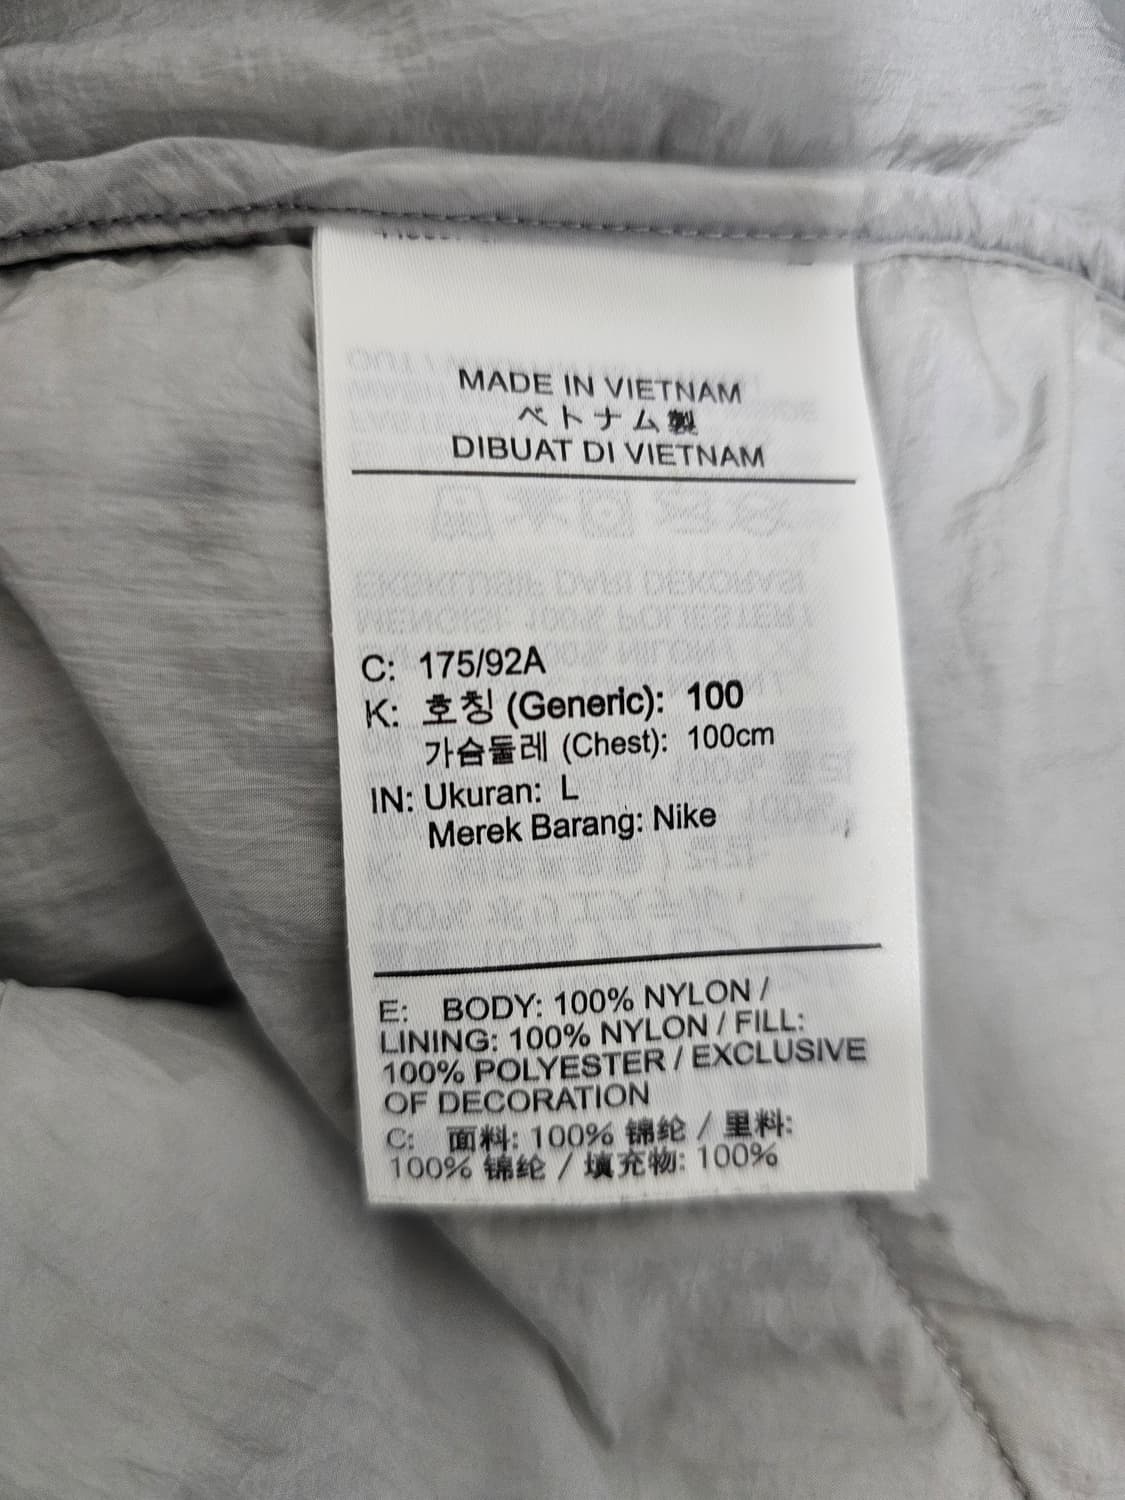 MADE IN VIETNAM
ベトナム製
DIBUAT DI VIETNAM
C: 175/92A
K: 호칭 (Generic): 100
가슴둘레 (Chest): 100cm
IN: Ukuran: L
Merek Barang: Nike
E: BODY: 100% NYLON /
LINING: 100% NYLON / FILL:
100% POLYESTER / EXCLUSIVE
OF DECORATION
C: 面料: 100% 锦纶 / 里料:
100% 锦纶 / 填充物: 100%